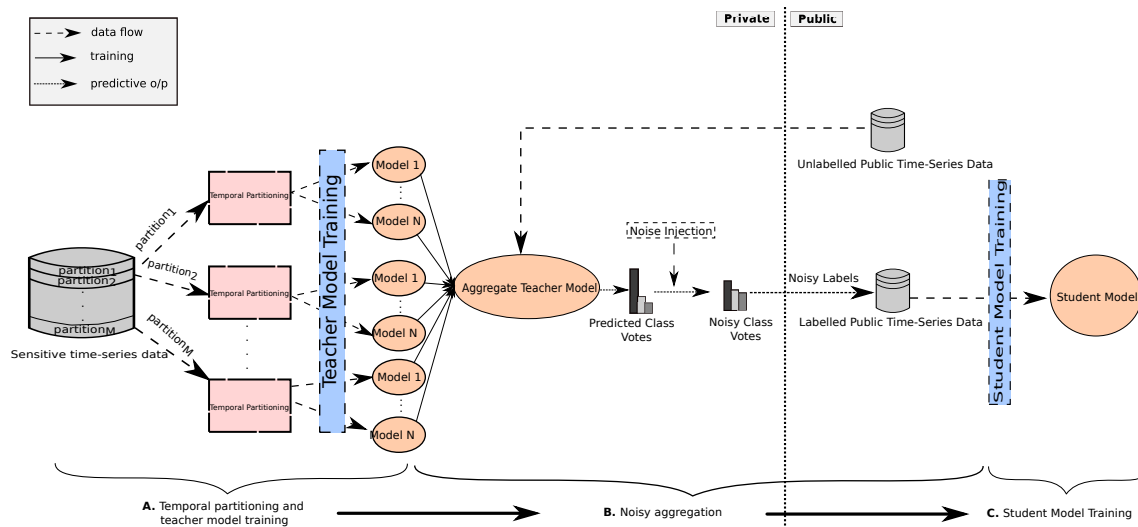 Private
Public
data flow
training
predictive o/p
Unlabelled Public Time-Series Data
partition1
partition2
partitionM
Temporal Partitioning
Temporal Partitioning
Temporal Partitioning
Teacher Model Training
Model 1
Model N
Model 1
Model N
Model 1
Model N
partition1
partition2
partitionM
Sensitive time-series data
Aggregate Teacher Model
Noise Injection
Predicted Class
Votes
Noisy Class
Votes
Noisy Labels
Labelled Public Time-Series Data
Student Model Training
Student Model
A. Temporal partitioning and
teacher model training
B. Noisy aggregation
C. Student Model Training